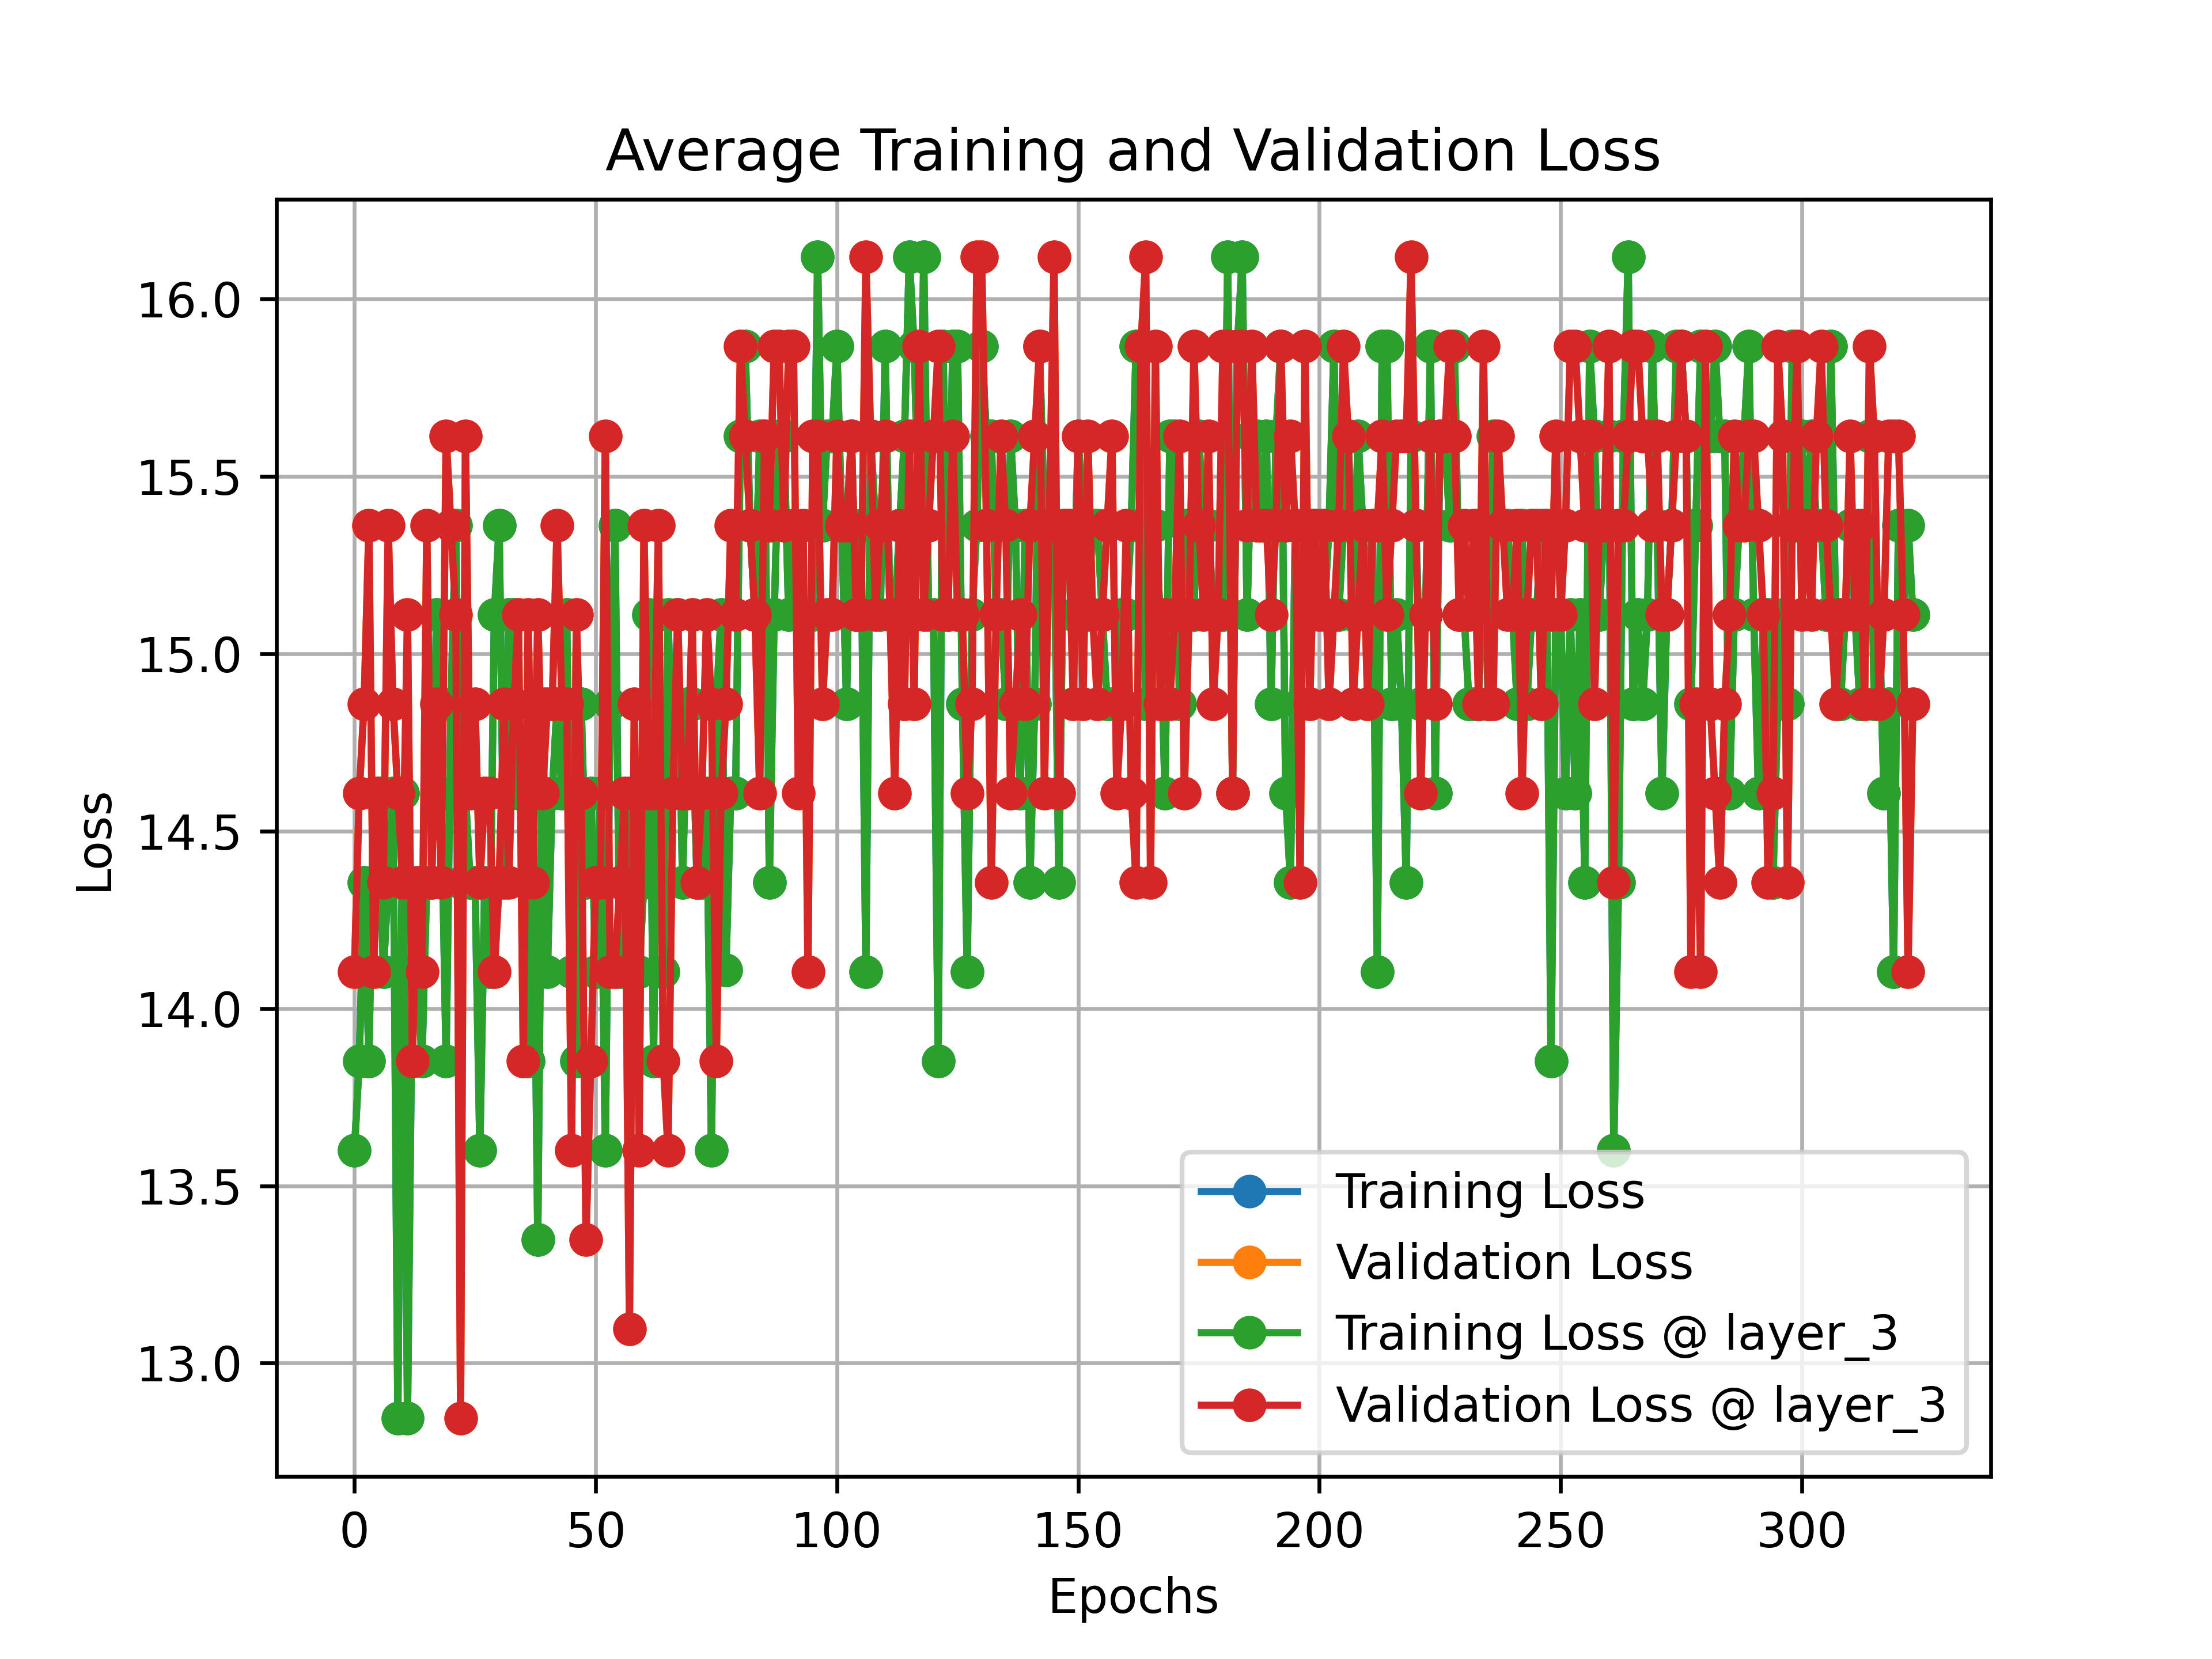 Average Training and Validation Loss
Loss
16.0
15.5
15.0
14.5
14.0
13.5
13.0
0 50 100 150 200 250 300
Epochs
Training Loss
Validation Loss
Training Loss @ layer_3
Validation Loss @ layer_3